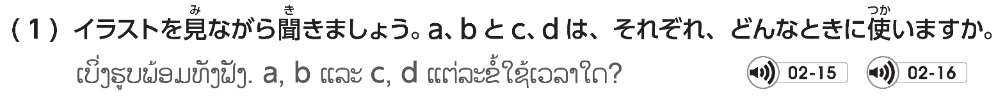 （1）イラストを見ながら聞きましょう。a、bとc、dは、それぞれ、どんなときに使いますか。
ເບິ່ງຮູບພ້ອມທັງຟັງ. a, b ແລະ c, d ແຕ່ລະຂໍ້ໃຊ້ເວລາໃດ?
02-15 02-16